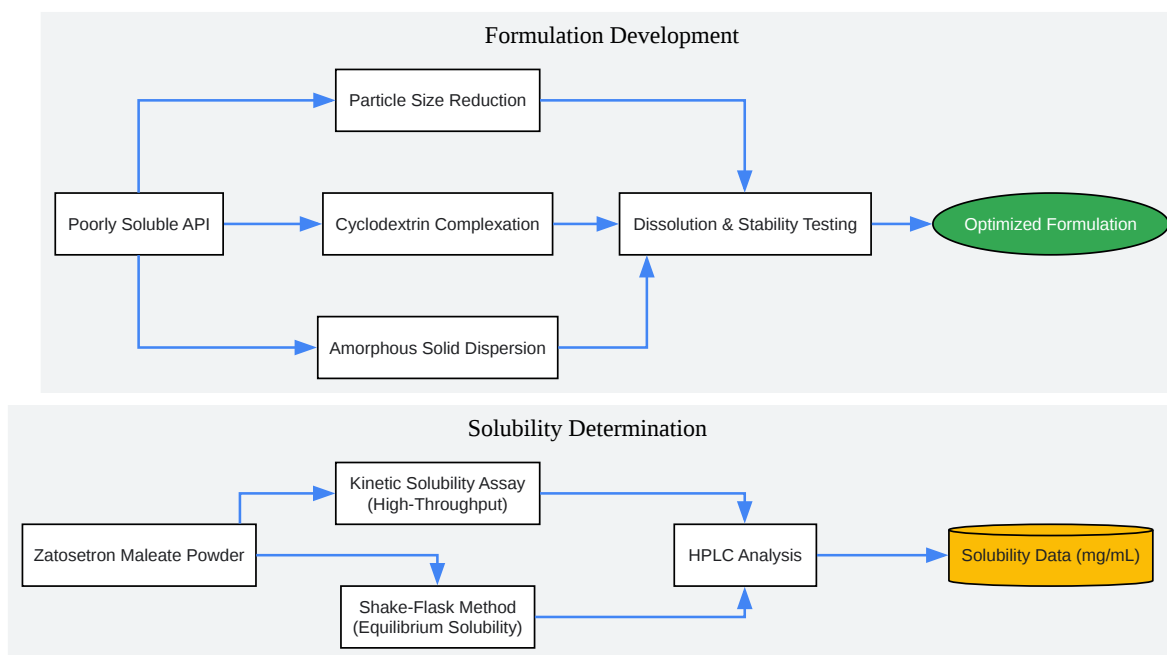 Formulation Development
Particle Size Reduction
Poorly Soluble API
Cyclodextrin Complexation
Dissolution & Stability Testing
Optimized Formulation
Amorphous Solid Dispersion
Solubility Determination
Kinetic Solubility Assay
(High-Throughput)
Zatosetron Maleate Powder
HPLC Analysis
Solubility Data (mg/mL)
Shake-Flask Method
(Equilibrium Solubility)